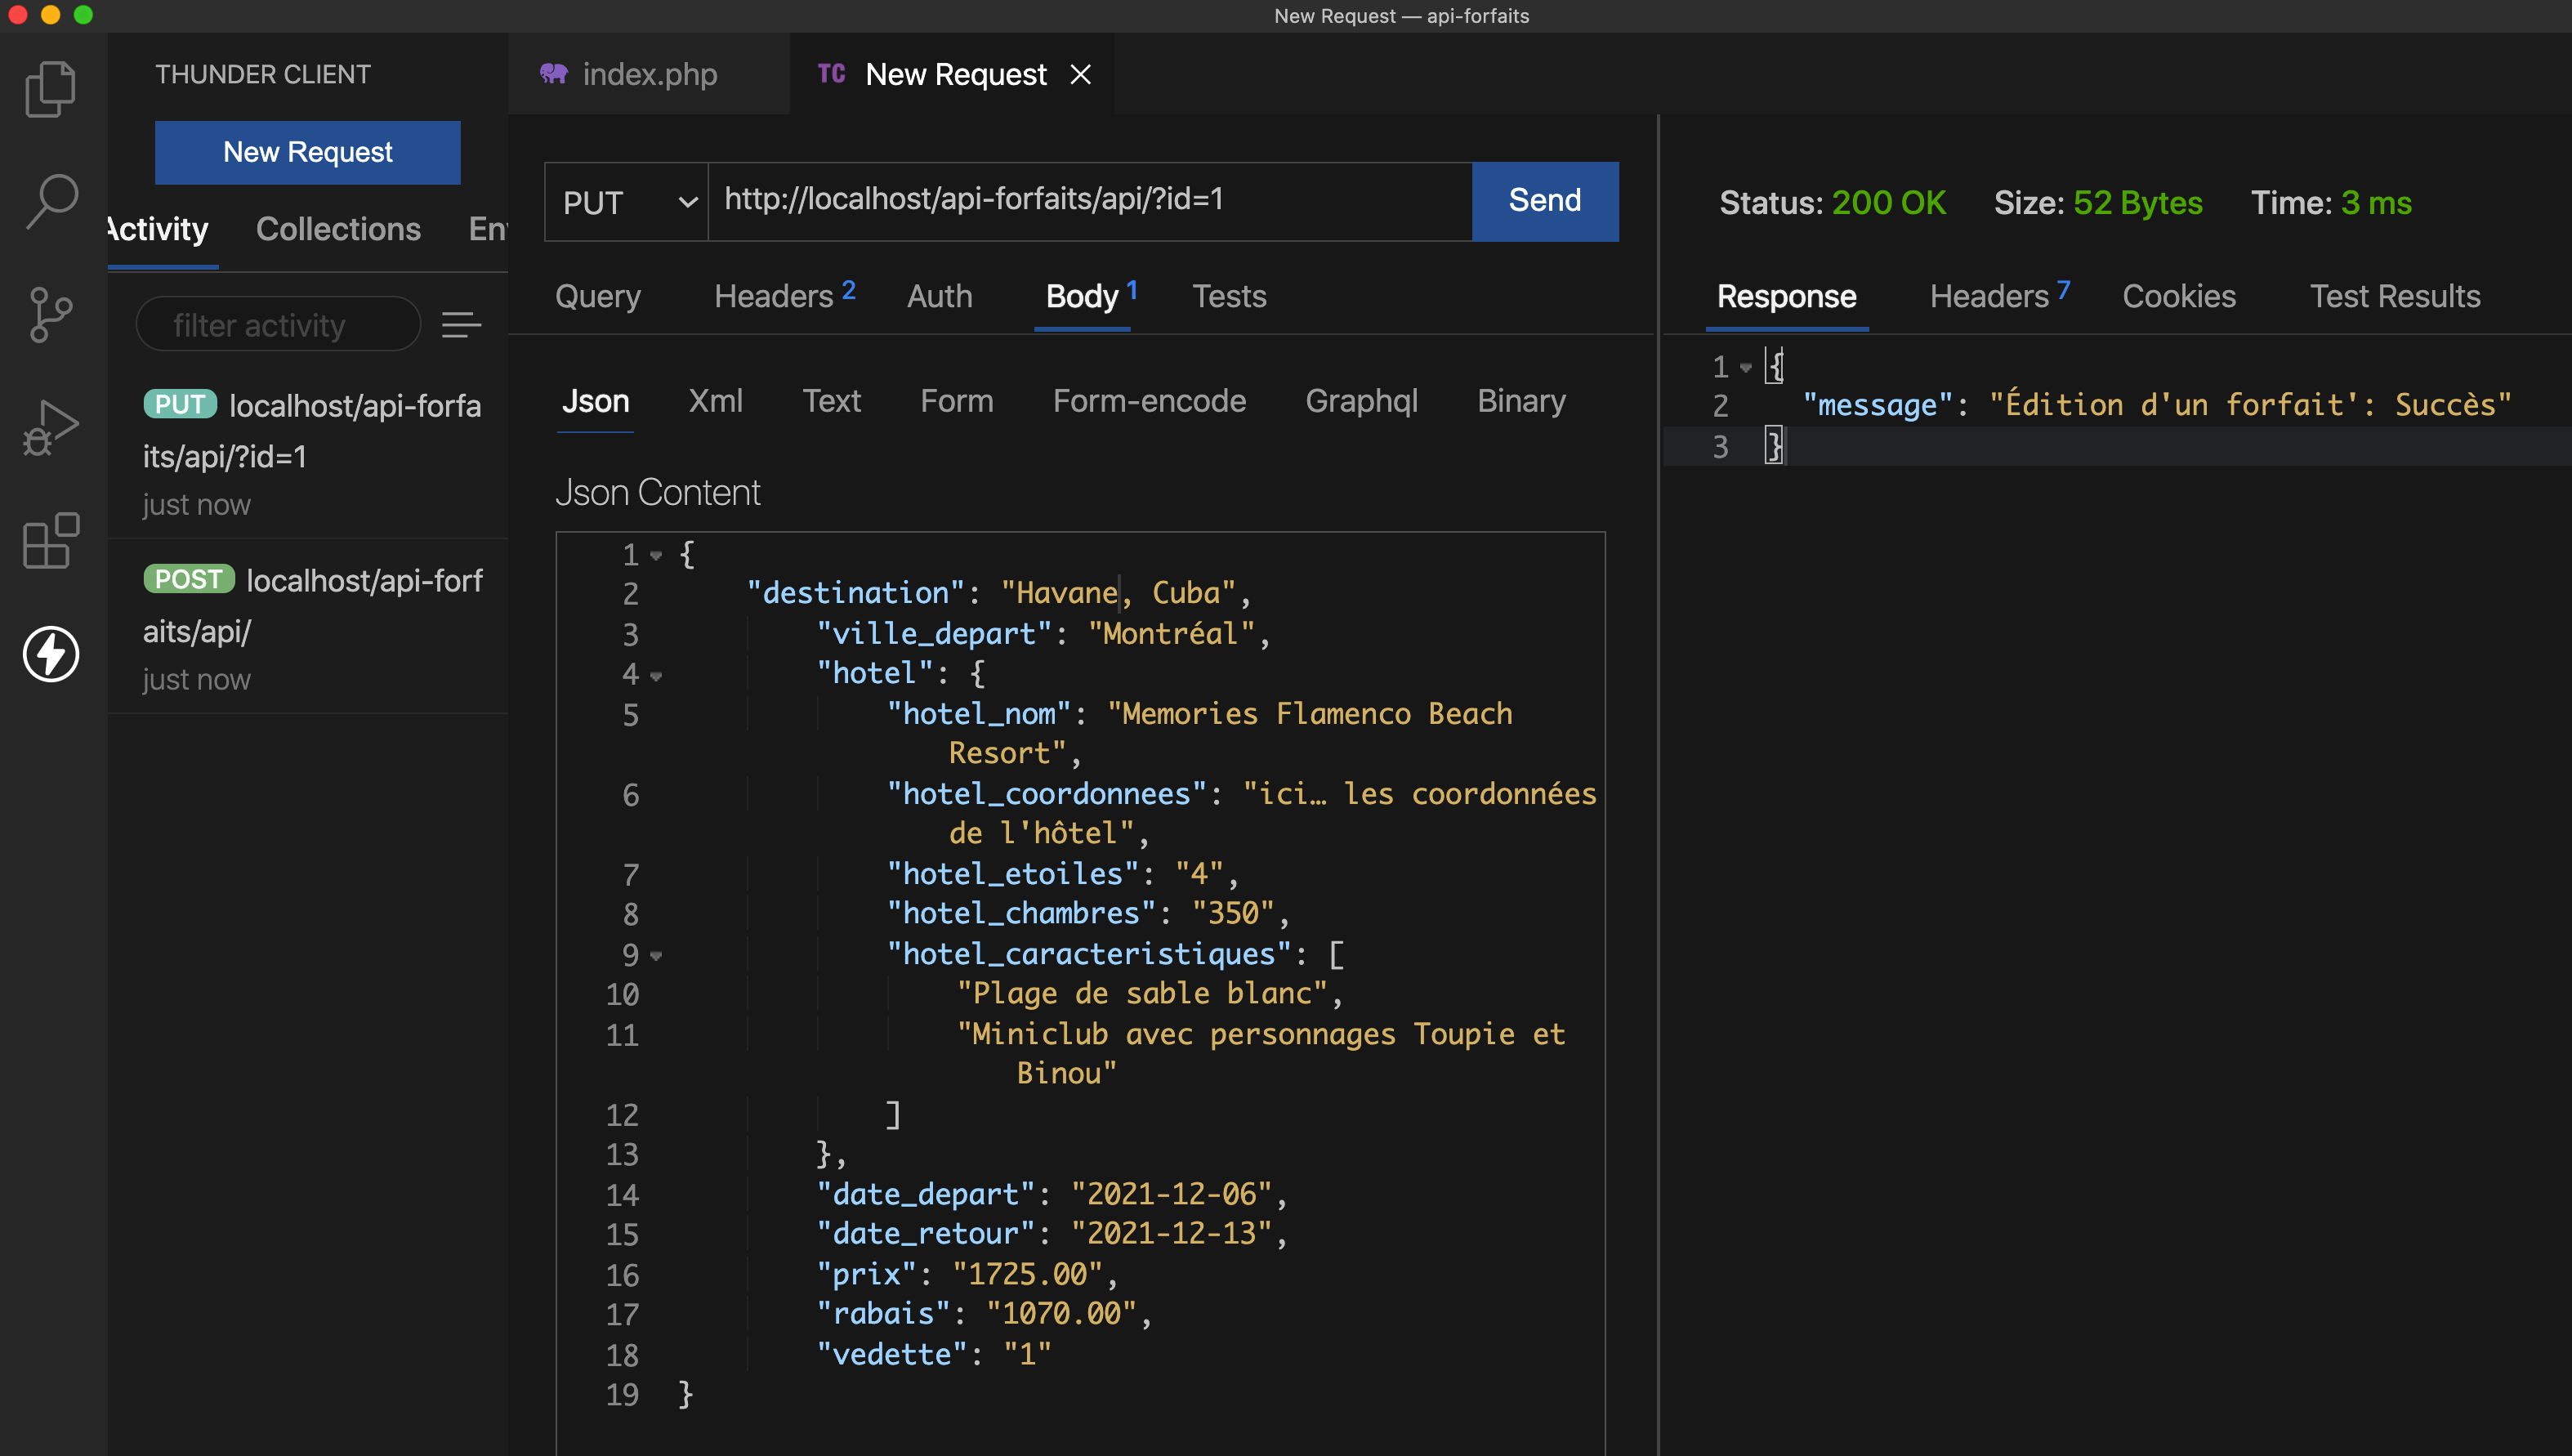 New Request — api-forfaits
THUNDER CLIENT
New Request
Activity Collections En
filter activity
PUT localhost/api-forfa
its/api/?id=1
just now
POST localhost/api-forf
aits/api/
just now
index.php
TC New Request
PUT http://localhost/api-forfaits/api/?id=1 Send
Query Headers 2 Auth Body 1 Tests
Json Xml Text Form Form-encode Graphql Binary
Json Content
1 {
2 "destination": "Havane, Cuba",
3 "ville_depart": "Montréal",
4 "hotel": {
5 "hotel_nom": "Memories Flamenco Beach
Resort",
6 "hotel_coordonnees": "ici… les coordonnées
de l'hôtel",
7 "hotel_etoiles": "4",
8 "hotel_chambres": "350",
9 "hotel_caracteristiques": [
10 "Plage de sable blanc",
11 "Miniclub avec personnages Toupie et
Binou"
12 ]
13 },
14 "date_depart": "2021-12-06",
15 "date_retour": "2021-12-13",
16 "prix": "1725.00",
17 "rabais": "1070.00",
18 "vedette": "1"
19 }
Status: 200 OK Size: 52 Bytes Time: 3 ms
Response Headers 7 Cookies Test Results
1 {
2 "message": "Édition d'un forfait': Succès"
3 }